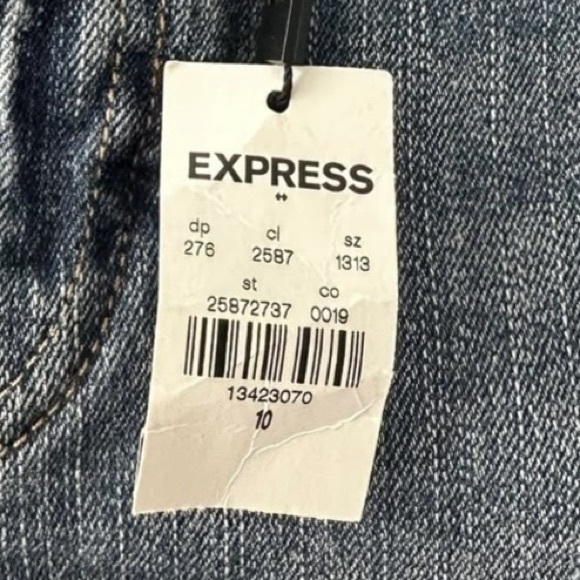 EXPRESS
dp cl sz
276 2587 1313
st co
25872737 0019
13423070
10